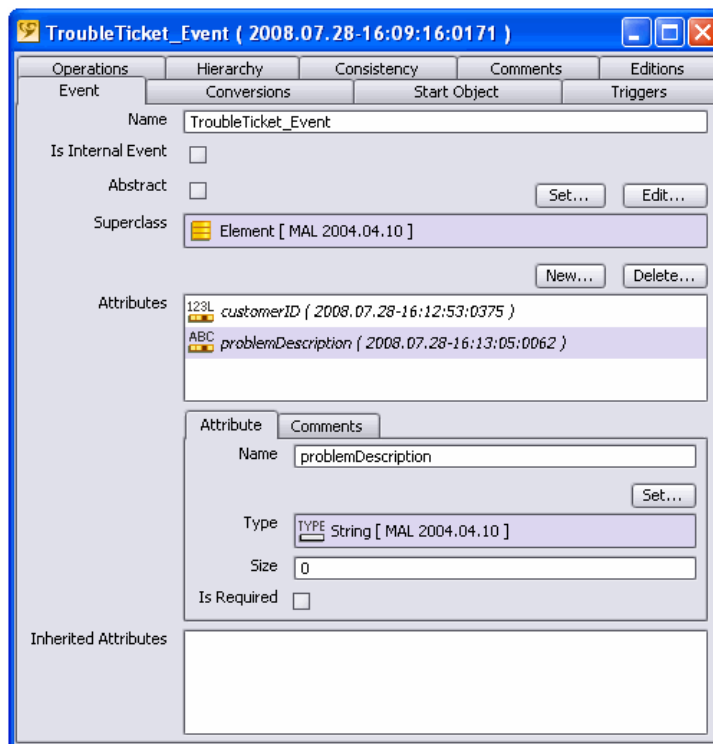 TroubleTicket_Event ( 2008.07.28-16:09:16:0171 )
Operations Hierarchy Consistency Comments Editions
Event Conversions Start Object Triggers
Name TroubleTicket_Event
Is Internal Event
Abstract Set... Edit...
Superclass Element [ MAL 2004.04.10 ]
New... Delete...
Attributes 123L customerID ( 2008.07.28-16:12:53:0375 )
ABC problemDescription ( 2008.07.28-16:13:05:0062 )
Attribute Comments
Name problemDescription
Set...
Type TYPE String [ MAL 2004.04.10 ]
Size 0
Is Required
Inherited Attributes